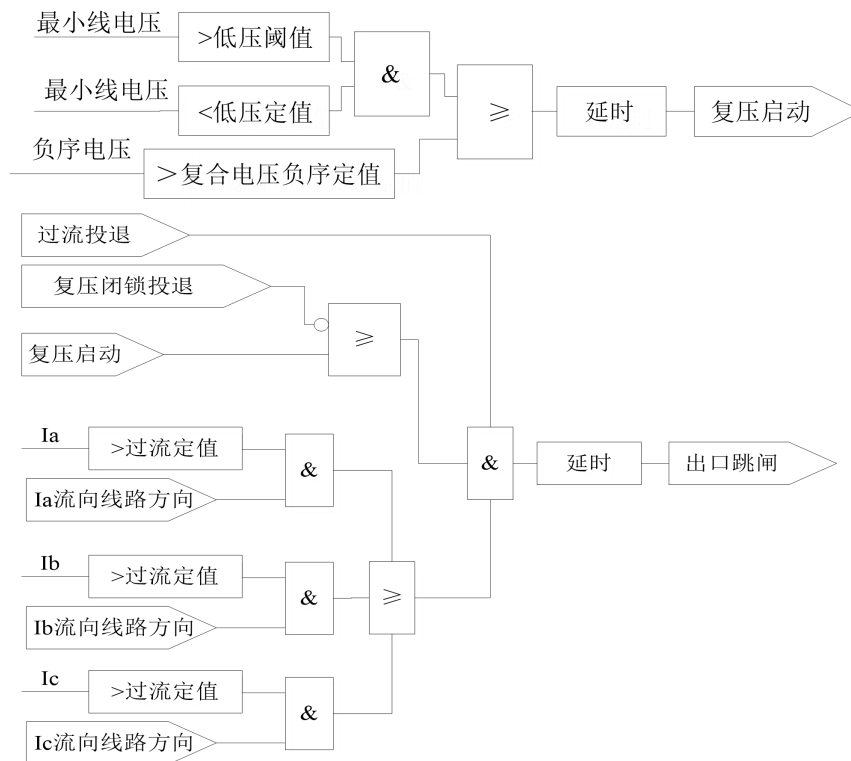 最小线电压
>低压阈值
&
最小线电压
<低压定值
≥
延时
复压启动
负序电压
>复合电压负序定值
过流投退
复压闭锁投退
≥
复压启动
Ia
>过流定值
&
Ia流向线路方向
&
延时
出口跳闸
Ib
>过流定值
&
Ib流向线路方向
≥
Ic
>过流定值
&
Ic流向线路方向